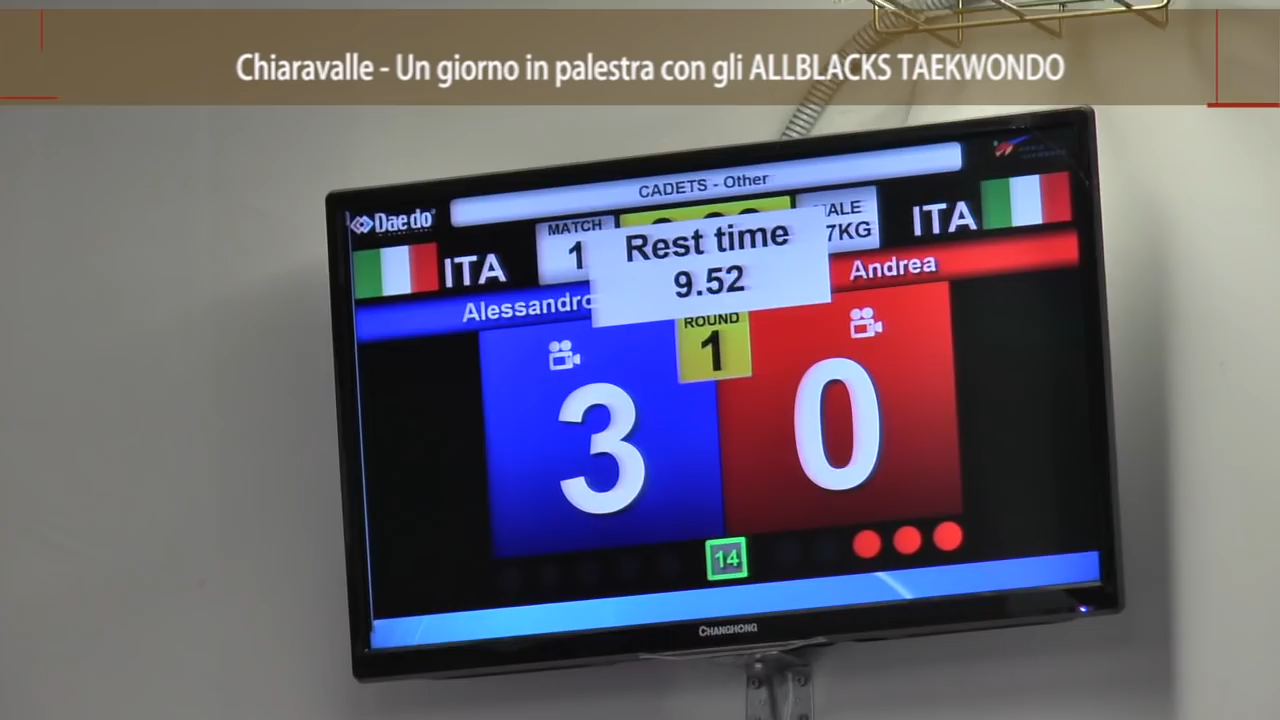 Chiaravalle - Un giorno in palestra con gli ALLBLACKS TAEKWONDO
CADETS - Other
Daedo
MATCH
1
ITA
ITA
Rest time
9.52
Alessandro
Andrea
ROUND
1
3
0
14
CHANGHONG